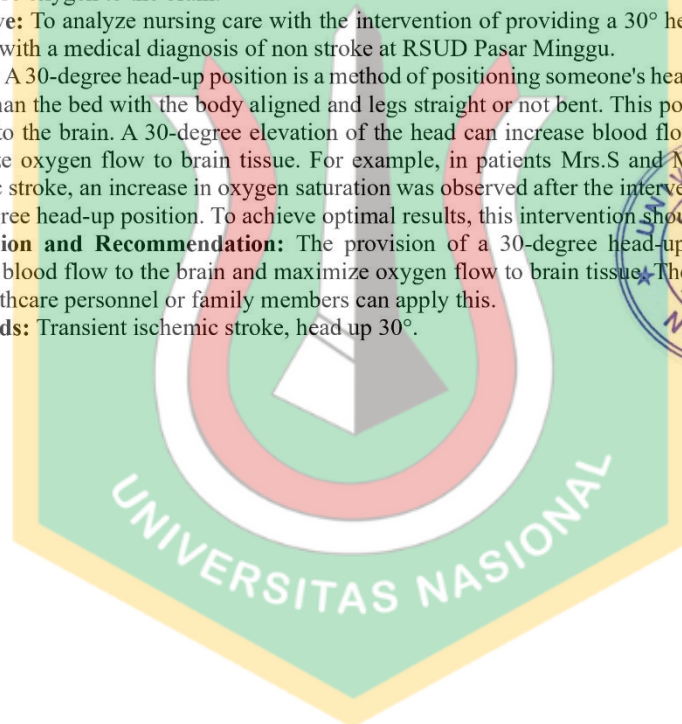 oxygen to the brain.
ve: To analyze nursing care with the intervention of providing a 30° he
with a medical diagnosis of non stroke at RSUD Pasar Minggu.
A 30-degree head-up position is a method of positioning someone's hea
han the bed with the body aligned and legs straight or not bent. This po
to the brain. A 30-degree elevation of the head can increase blood flo
ze oxygen flow to brain tissue. For example, in patients Mrs.S and M
c stroke, an increase in oxygen saturation was observed after the interve
ree head-up position. To achieve optimal results, this intervention shou
ion and Recommendation: The provision of a 30-degree head-up
blood flow to the brain and maximize oxygen flow to brain tissue. The
thcare personnel or family members can apply this.
ds: Transient ischemic stroke, head up 30°.
UNIV
UNIVERSITAS NASIONAL